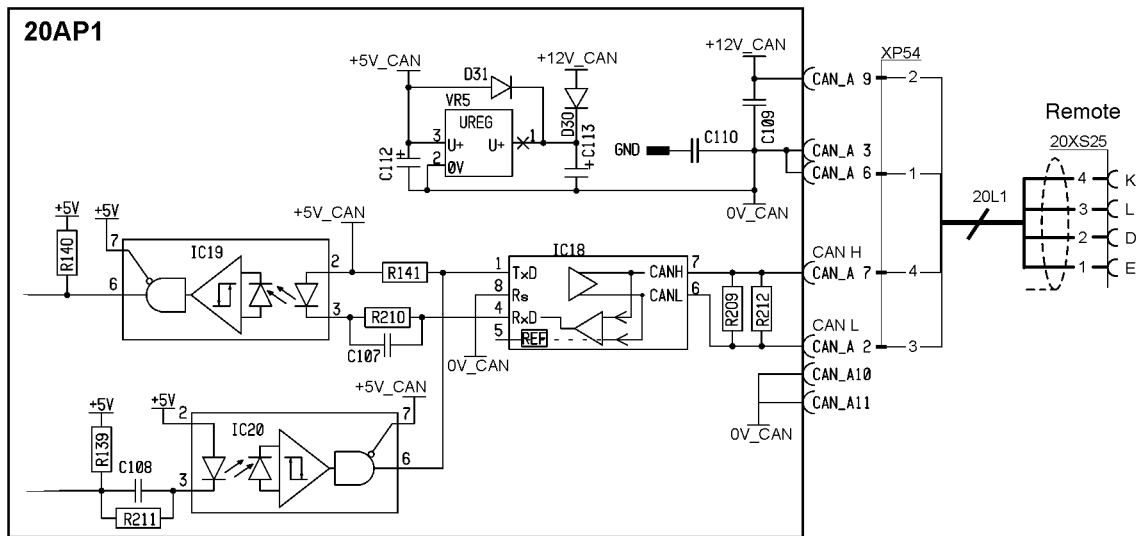 20AP1
+5V_CAN
D31
+12V_CAN
+12V_CAN
XP54
CAN_A 9
2
VR5
UREG
3
U+
U+
1
2
0V
D30
C113
C112
+
+
GND
C110
C109
CAN_A 3
CAN_A 6
1
0V_CAN
Remote
20XS25
4
K
3
L
2
D
1
E
20L1
+5V
+5V
R140
7
6
IC19
+5V_CAN
2
3
R141
R210
C107
IC18
1
TxD
8
Rs
4
RxD
5
REF
CANH
7
CANL
6
0V_CAN
R209
R212
CAN H
CAN_A 7
4
CAN L
CAN_A 2
3
CAN_A10
CAN_A11
0V_CAN
+5V
+5V
2
R139
C108
3
R211
IC20
+5V_CAN
7
6